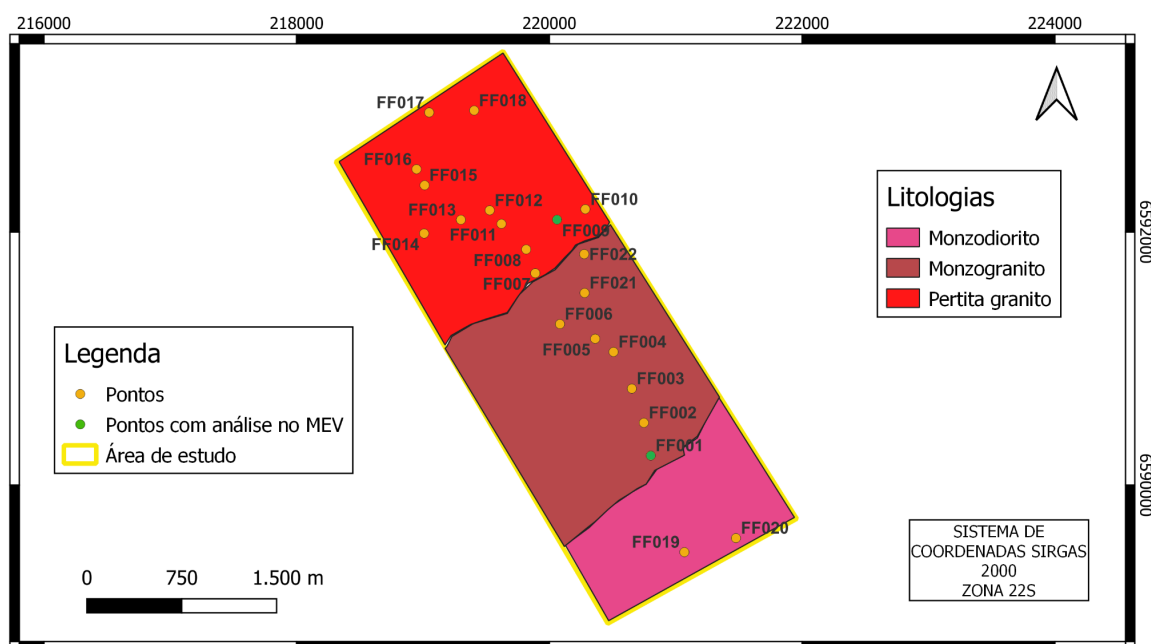 216000
218000
220000
222000
224000
FF017
FF018
FF016
FF015
FF013
FF012
FF010
FF014
FF011
FF009
FF008
FF022
FF007
FF021
FF006
FF005
FF004
FF003
FF002
FF001
FF019
FF020
6592000
6590000
Litologias
Monzodiorito
Monzogranito
Pertita granito
Legenda
Pontos
Pontos com análise no MEV
Área de estudo
0 750 1.500 m
SISTEMA DE
COORDENADAS SIRGAS
2000
ZONA 22S